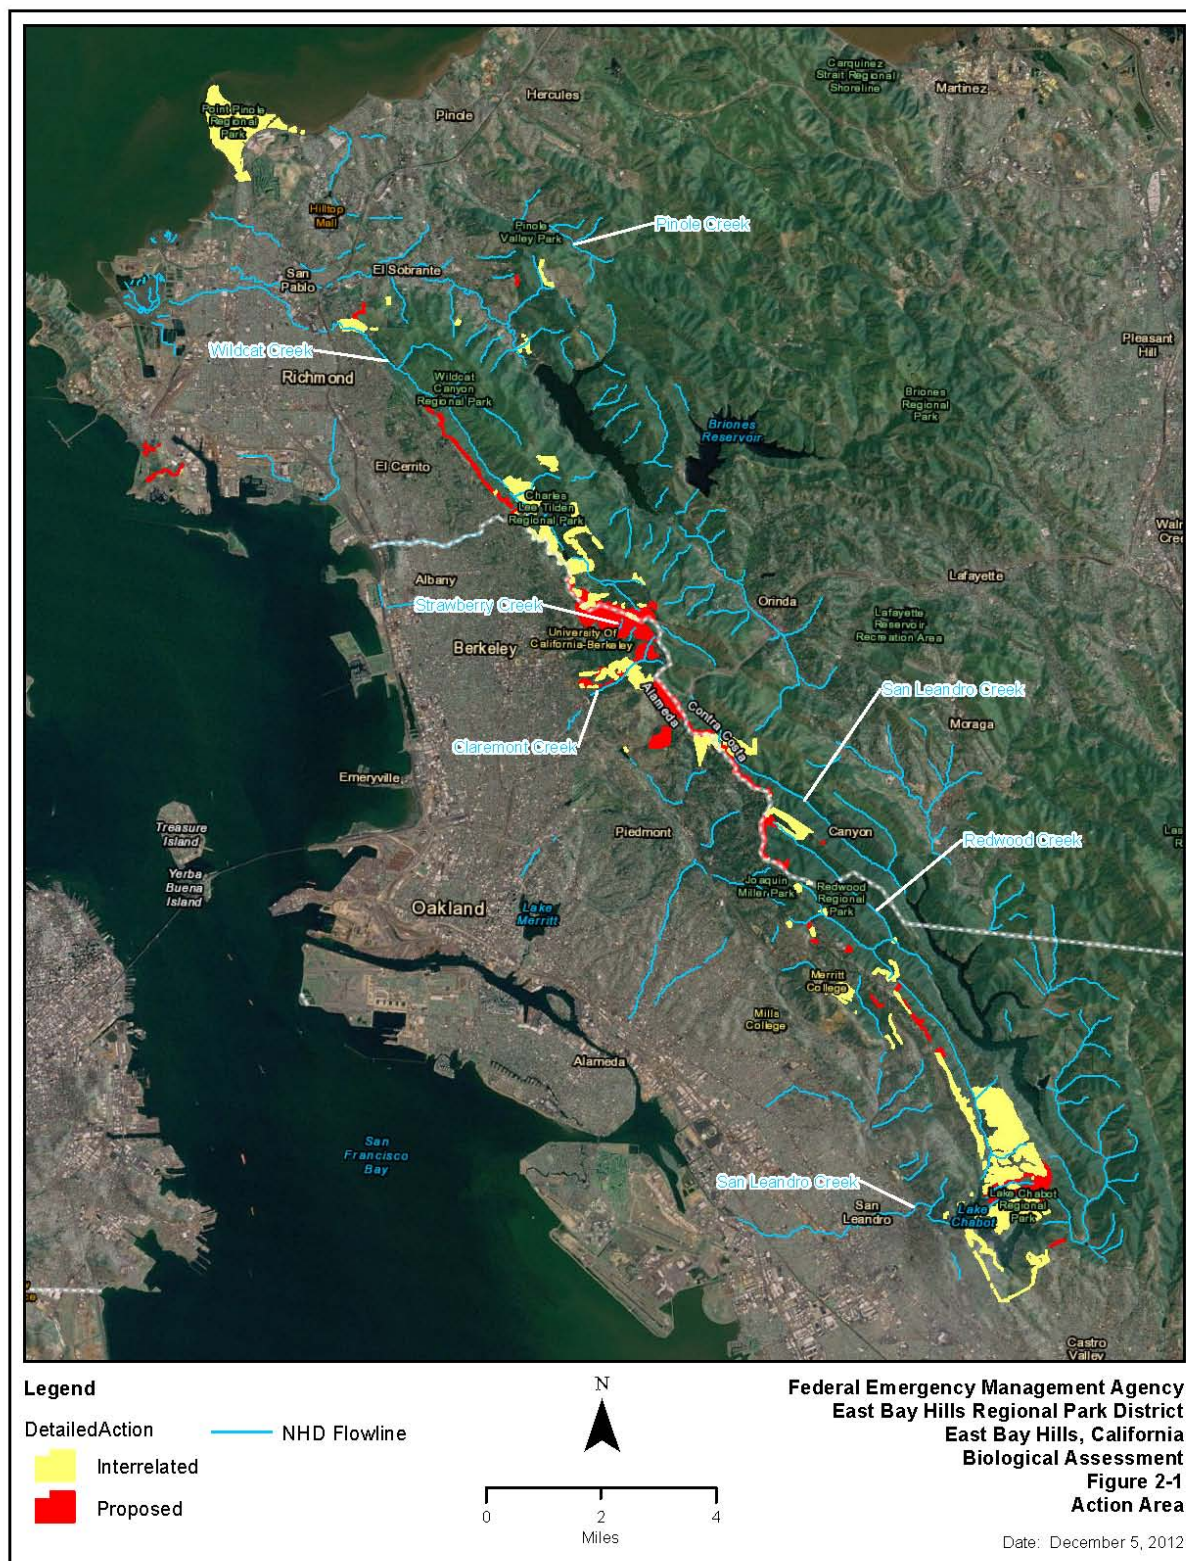 Hercules
Carquinez
Strait Regional
Shoreline
Martinez
Point Pinole
Regional
Park
Pinole
Hilltop
Mall
Pinole
Valley Park
Pinole Creek
San
Pablo
El Sobrante
Wildcat Creek
Richmond
Wildcat
Canyon
Regional Park
Pleasant
Hill
Briones
Regional
Park
Briones
Reservoir
El Cerrito
Charles
Lee Tilden
Regional Park
Albany
Strawberry Creek
Berkeley
University Of
California-Berkeley
Orinda
Lafayette
Lafayette
Reservoir
Recreation Area
San Leandro Creek
Alameda
Contra Costa
Moraga
Claremont Creek
Emeryville
Treasure
Island
Piedmont
Canyon
Redwood Creek
Yerba
Buena
Island
Oakland
Lake
Merritt
Joaquin
Miller Park
Redwood
Regional
Park
Merritt
College
Mills
College
Alameda
San
Francisco
Bay
San Leandro Creek
San
Leandro
Lake
Chabot
Lake Chabot
Regional
Park
Castro
Valley
Legend
DetailedAction
Interrelated
Proposed
NHD Flowline
N
0 2 4
Miles
Federal Emergency Management Agency
East Bay Hills Regional Park District
East Bay Hills, California
Biological Assessment
Figure 2-1
Action Area
Date: December 5, 2012